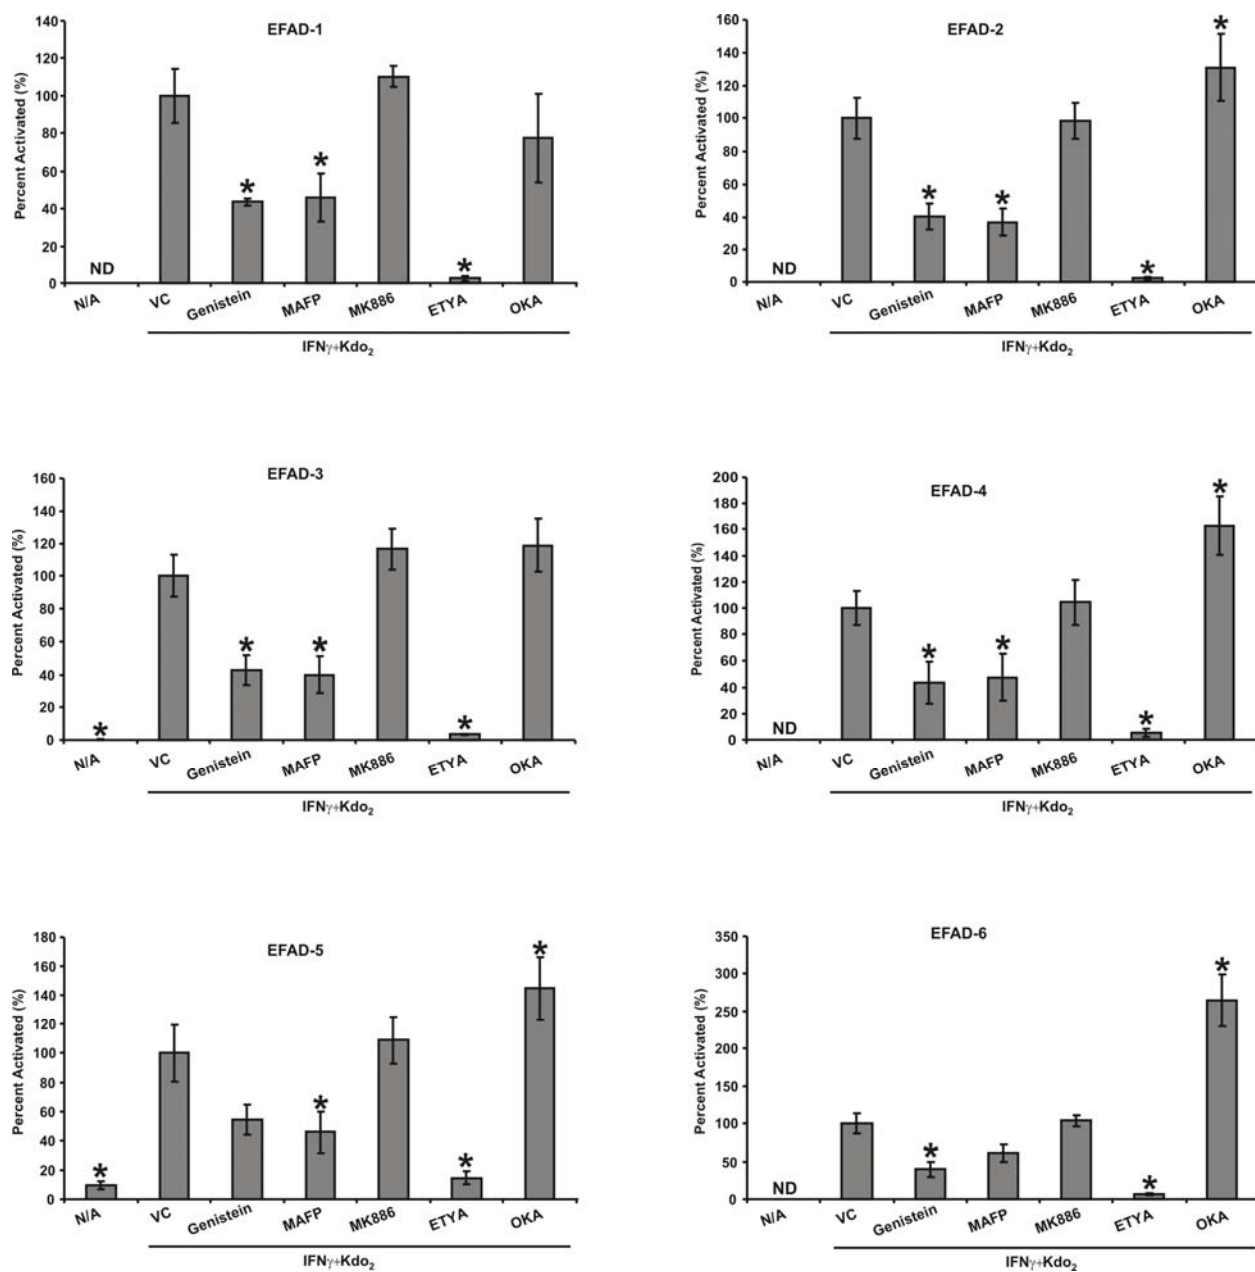 EFAD-1
Percent Activated (%)
140
120
100
80
60
40
20
0
ND
* * *
N/A VC Genistein MAFP MK886 ETYA OKA
IFNγ+Kdo₂
EFAD-2
Percent Activated (%)
160
140
120
100
80
60
40
20
0
ND
* * * *
N/A VC Genistein MAFP MK886 ETYA OKA
IFNγ+Kdo₂
EFAD-3
Percent Activated (%)
160
140
120
100
80
60
40
20
0
* * * *
N/A VC Genistein MAFP MK886 ETYA OKA
IFNγ+Kdo₂
EFAD-4
Percent Activated (%)
200
180
160
140
120
100
80
60
40
20
0
ND
* * * *
N/A VC Genistein MAFP MK886 ETYA OKA
IFNγ+Kdo₂
EFAD-5
Percent Activated (%)
180
160
140
120
100
80
60
40
20
0
* * * *
N/A VC Genistein MAFP MK886 ETYA OKA
IFNγ+Kdo₂
EFAD-6
Percent Activated (%)
350
300
250
200
150
100
50
0
ND
* * *
N/A VC Genistein MAFP MK886 ETYA OKA
IFNγ+Kdo₂